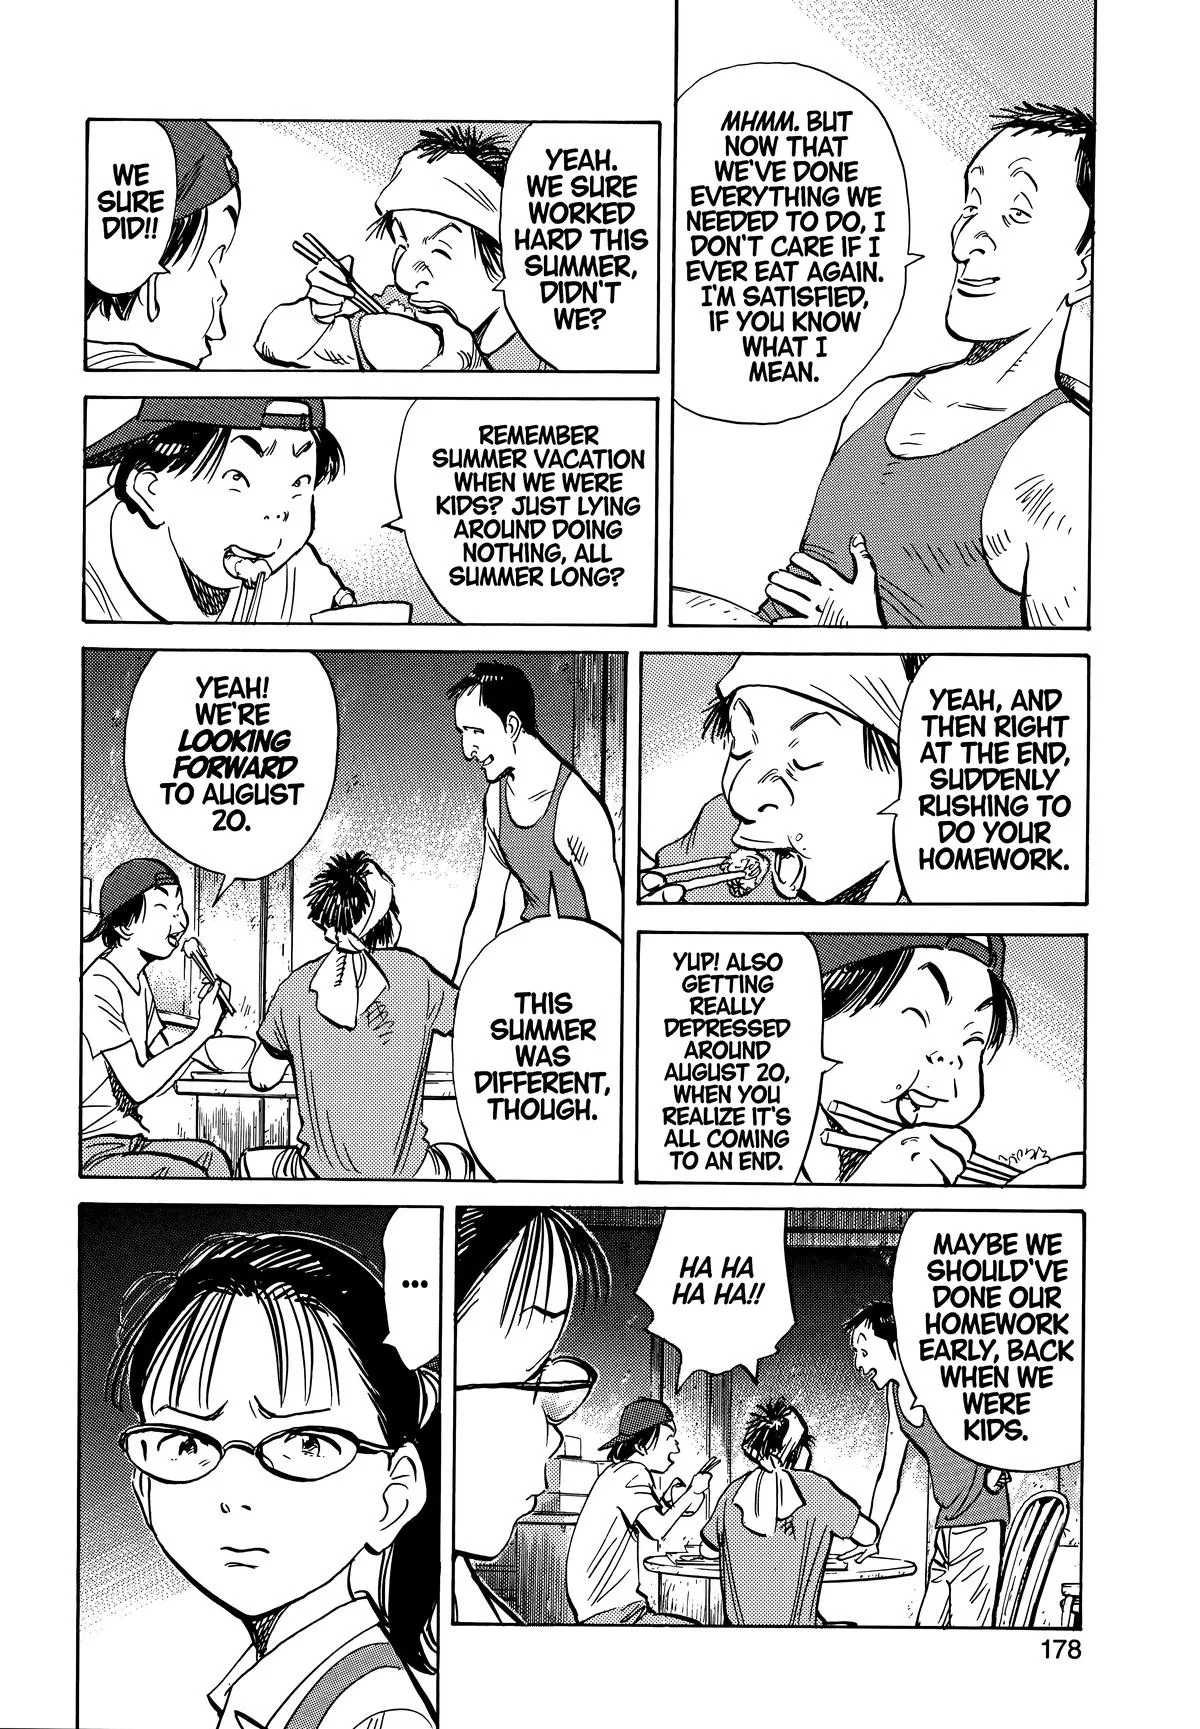 MHMM. BUT
NOW THAT
WE'VE DONE
EVERYTHING WE
NEEDED TO DO, I
DON'T CARE IF I
EVER EAT AGAIN.
I'M SATISFIED,
IF YOU KNOW
WHAT I
MEAN.
YEAH.
WE SURE
WORKED
HARD THIS
SUMMER,
DIDN'T
WE?
WE
SURE
DID!!
REMEMBER
SUMMER VACATION
WHEN WE WERE
KIDS? JUST LYING
AROUND DOING
NOTHING, ALL
SUMMER LONG?
YEAH, AND
THEN RIGHT
AT THE END,
SUDDENLY
RUSHING TO
DO YOUR
HOMEWORK.
YUP! ALSO
GETTING
REALLY
DEPRESSED
AROUND
AUGUST 20,
WHEN YOU
REALIZE IT'S
ALL COMING
TO AN END.
THIS
SUMMER
WAS
DIFFERENT,
THOUGH.
YEAH!
WE'RE
LOOKING
FORWARD
TO AUGUST
20.
MAYBE WE
SHOULD'VE
DONE OUR
HOMEWORK
EARLY, BACK
WHEN WE
WERE
KIDS.
HA HA
HA HA!!
...
178